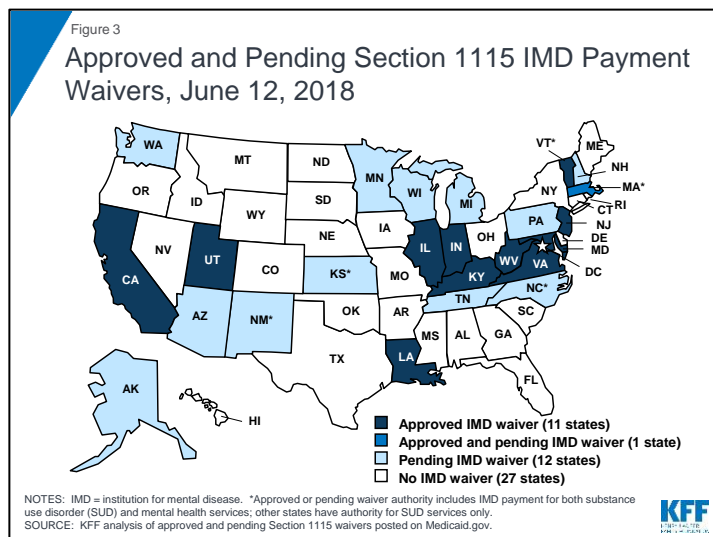 Figure 3
Approved and Pending Section 1115 IMD Payment
Waivers, June 12, 2018
WA
MT
ND
MN
VT*
ME
NH
OR
ID
SD
WI
MI
NY
MA*
RI
CT
WY
IA
PA
NJ
NV
NE
IL
IN
OH
DE
MD
UT
CO
WV
VA
DC
CA
KS*
MO
KY
NC*
TN
AZ
NM*
OK
AR
SC
MS
AL
GA
TX
LA
FL
AK
HI
Approved IMD waiver (11 states)
Approved and pending IMD waiver (1 state)
Pending IMD waiver (12 states)
No IMD waiver (27 states)
NOTES: IMD = institution for mental disease. *Approved or pending waiver authority includes IMD payment for both substance
use disorder (SUD) and mental health services; other states have authority for SUD services only.
SOURCE: KFF analysis of approved and pending Section 1115 waivers posted on Medicaid.gov.
KFF
HENRY J KAISER
FAMILY FOUNDATION